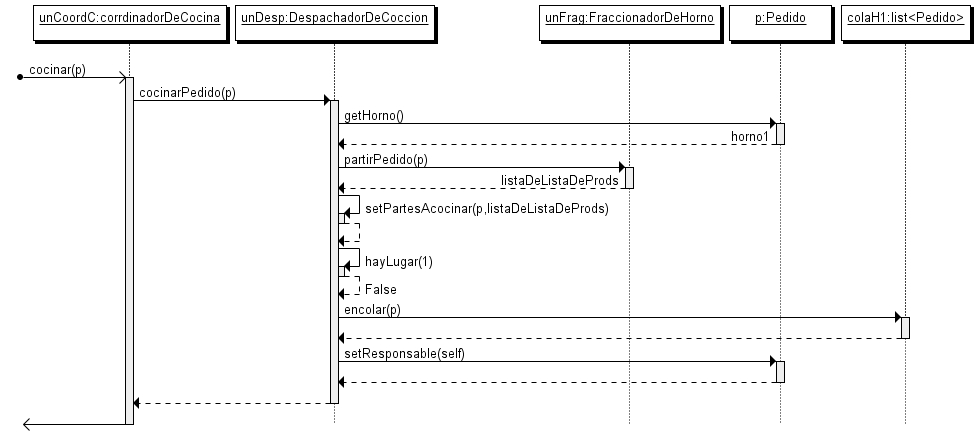 unCoordC:corrdinadorDeCocina
unDesp:DespachadorDeCoccion
unFrag:FraccionadorDeHorno
p:Pedido
colaH1:list<Pedido>
cocinar(p)
cocinarPedido(p)
getHorno()
horno1
partirPedido(p)
listaDeListaDeProds
setPartesAcocinar(p,listaDeListaDeProds)
hayLugar(1)
False
encolar(p)
setResponsable(self)